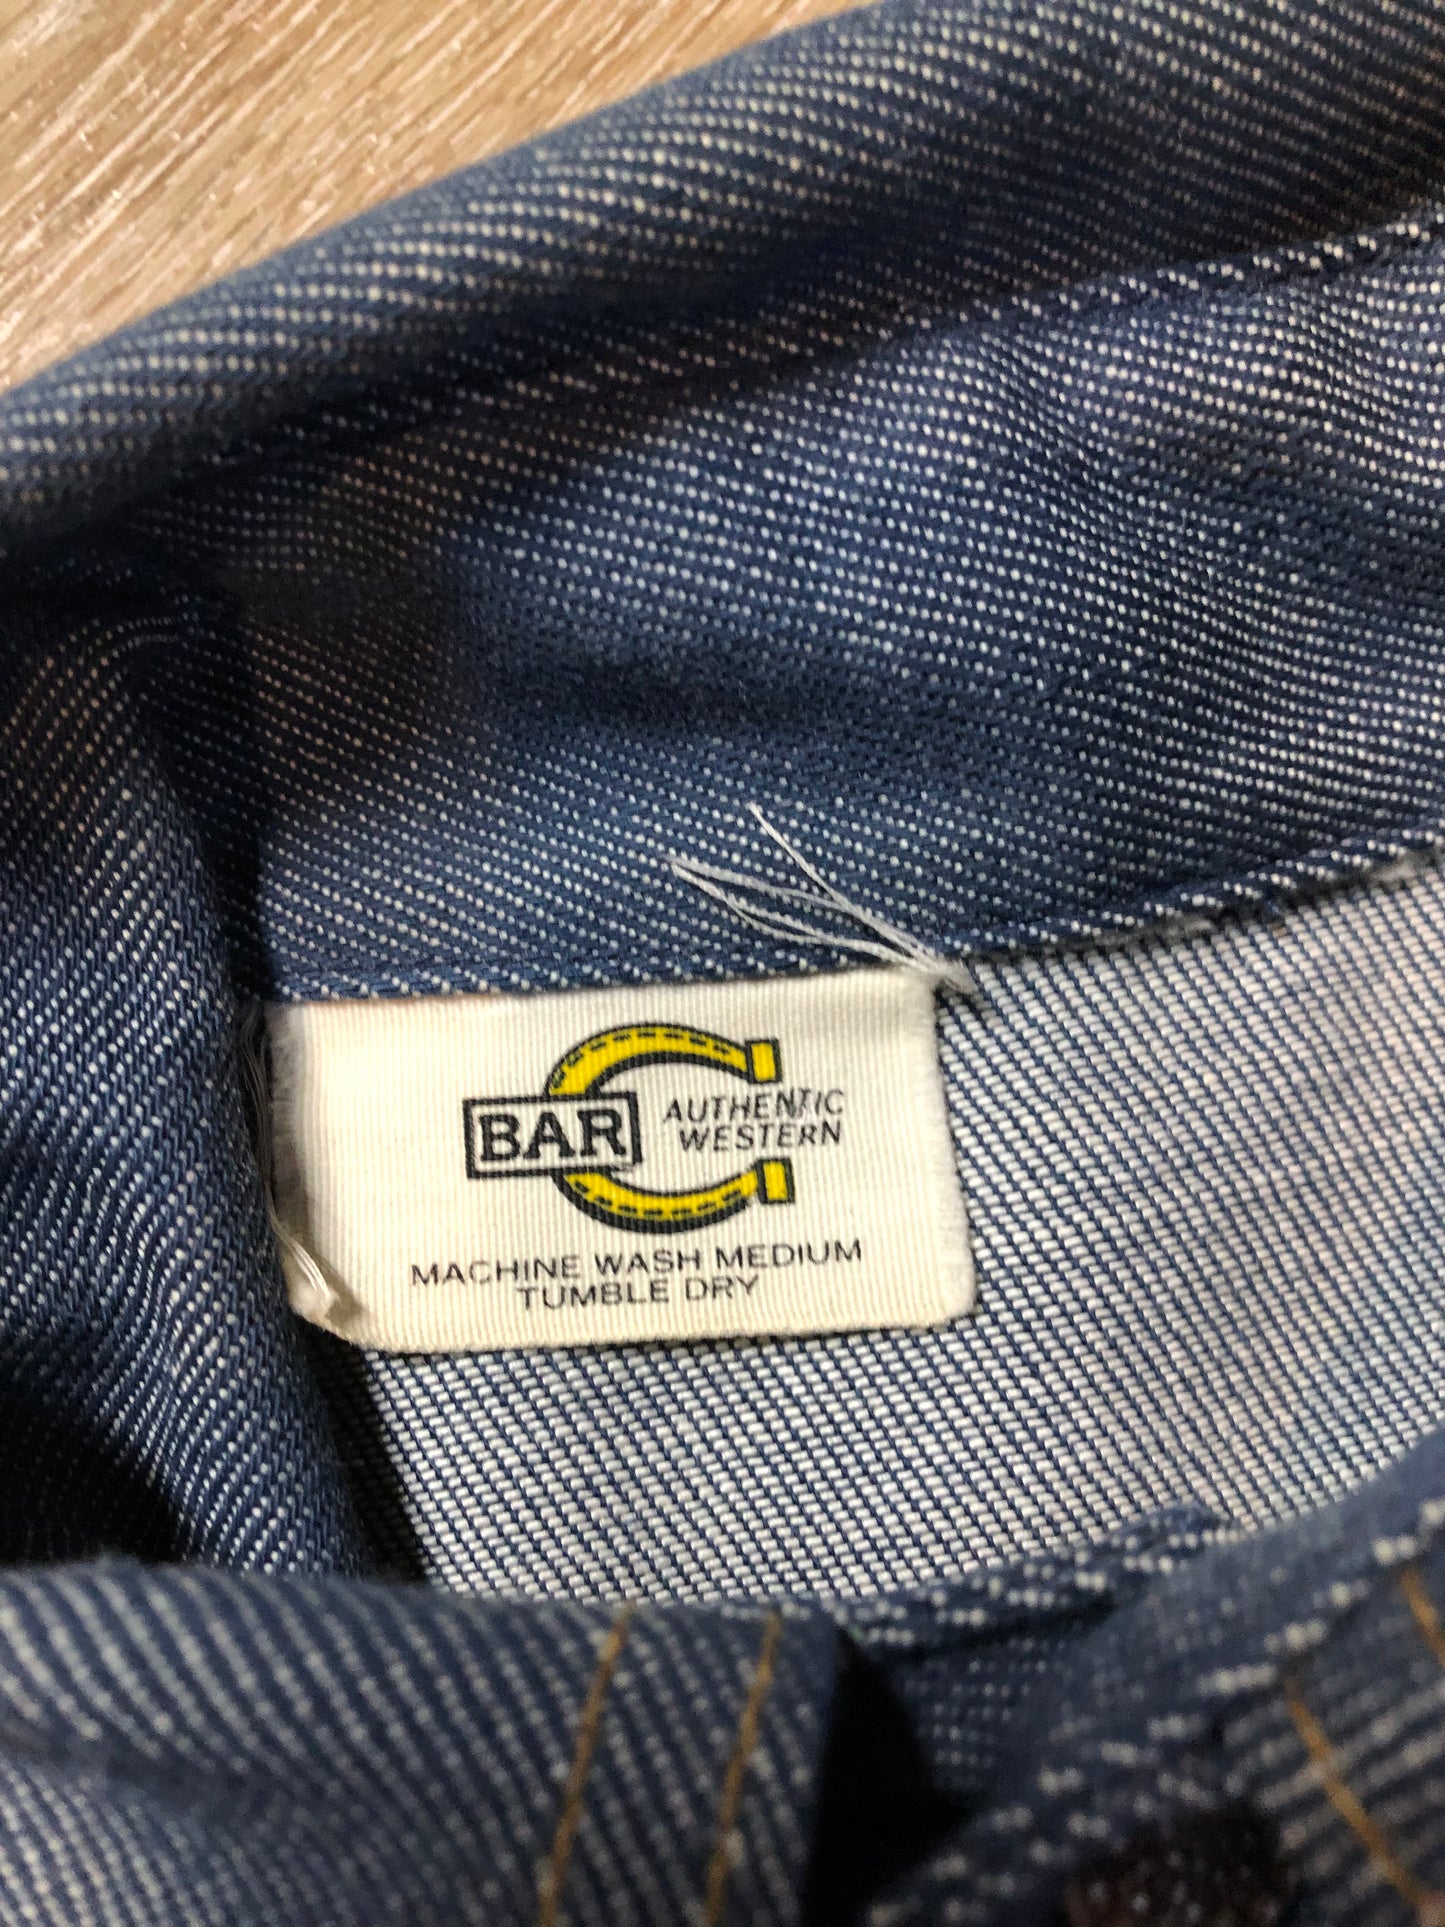 BAR
AUTHENTIC
WESTERN
MACHINE WASH MEDIUM
TUMBLE DRY